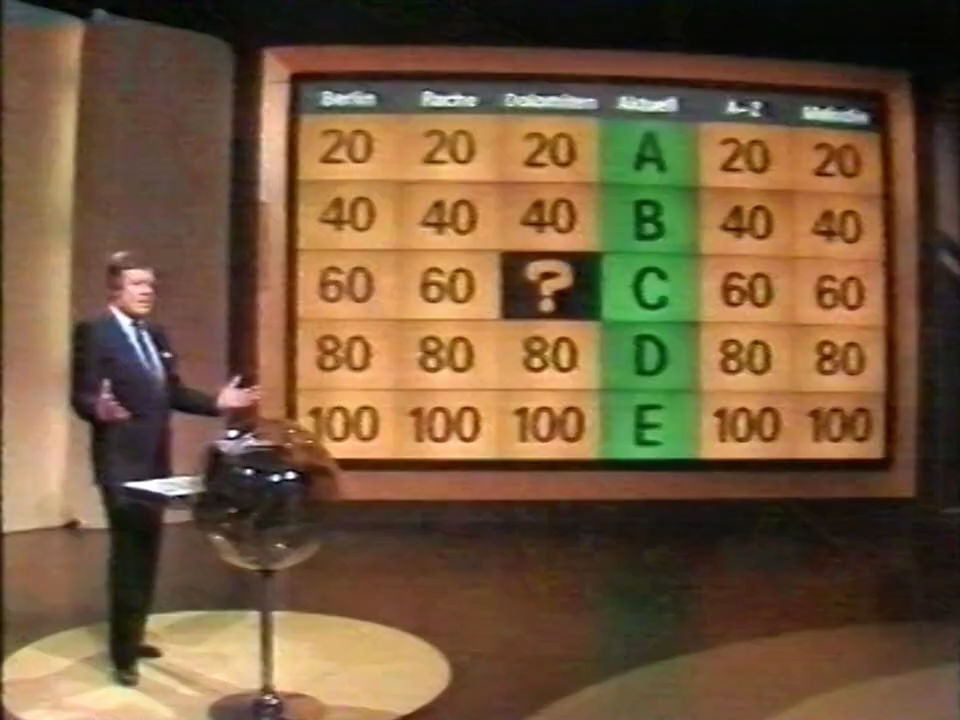 Berlin Rache Dolomiten Aktuell A-Z Melodie
20 20 20 A 20 20
40 40 40 B 40 40
60 60 ? C 60 60
80 80 80 D 80 80
100 100 100 E 100 100